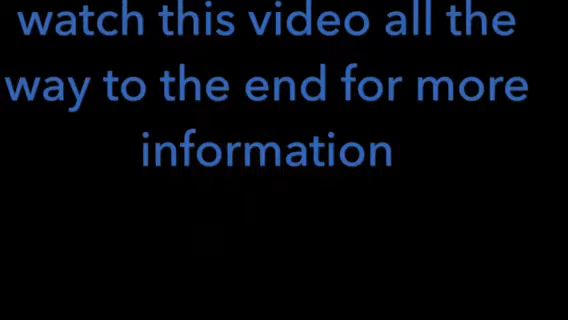 watch this video all the
way to the end for more
information